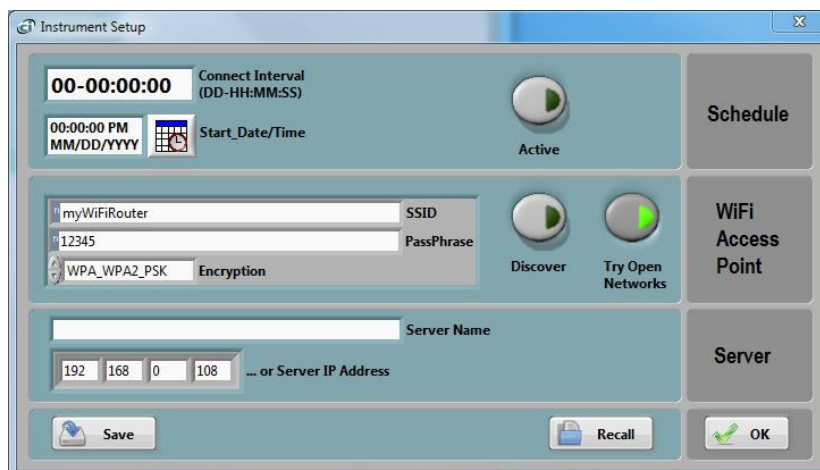 Instrument Setup
00-00:00:00
Connect Interval
(DD-HH:MM:SS)
00:00:00 PM
MM/DD/YYYY
Start_Date/Time
Active
Schedule
myWiFiRouter
SSID
12345
PassPhrase
WPA_WPA2_PSK
Encryption
Discover
Try Open
Networks
WiFi
Access
Point
Server Name
192 168 0 108
... or Server IP Address
Server
Save
Recall
OK